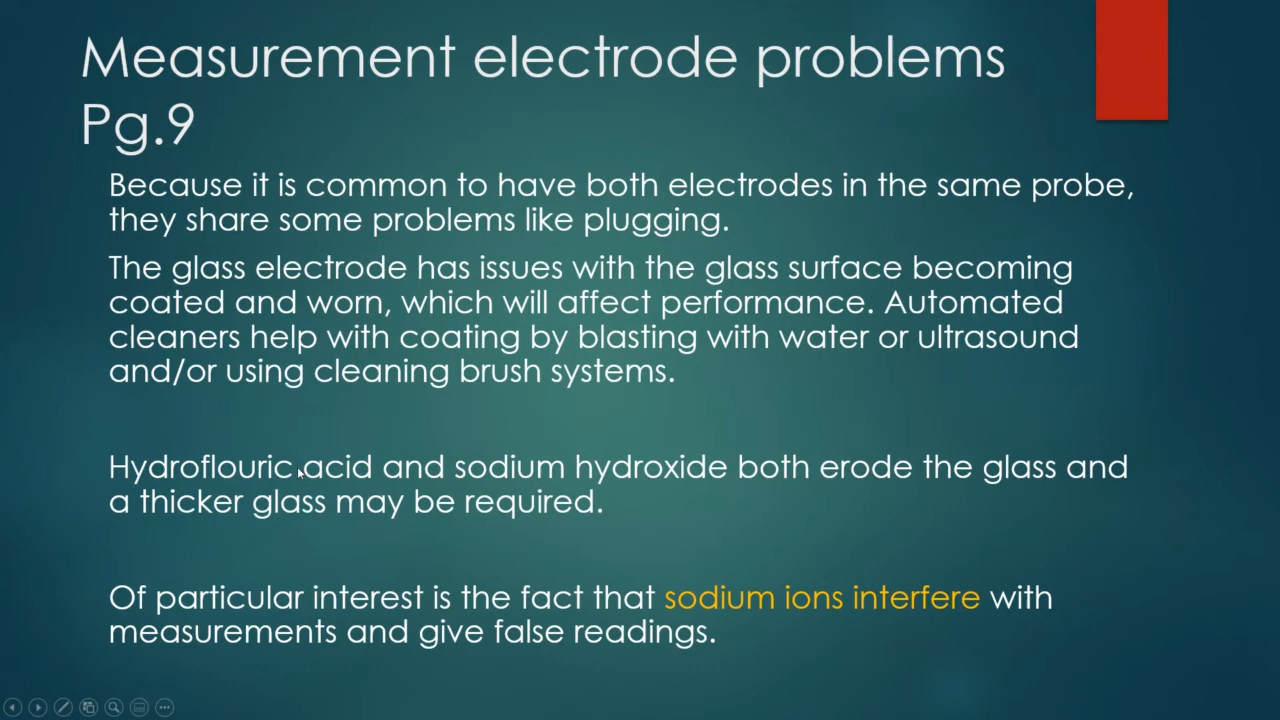 Measurement electrode problems
Pg.9
Because it is common to have both electrodes in the same probe,
they share some problems like plugging.
The glass electrode has issues with the glass surface becoming
coated and worn, which will affect performance. Automated
cleaners help with coating by blasting with water or ultrasound
and/or using cleaning brush systems.
Hydroflouric acid and sodium hydroxide both erode the glass and
a thicker glass may be required.
Of particular interest is the fact that sodium ions interfere with
measurements and give false readings.